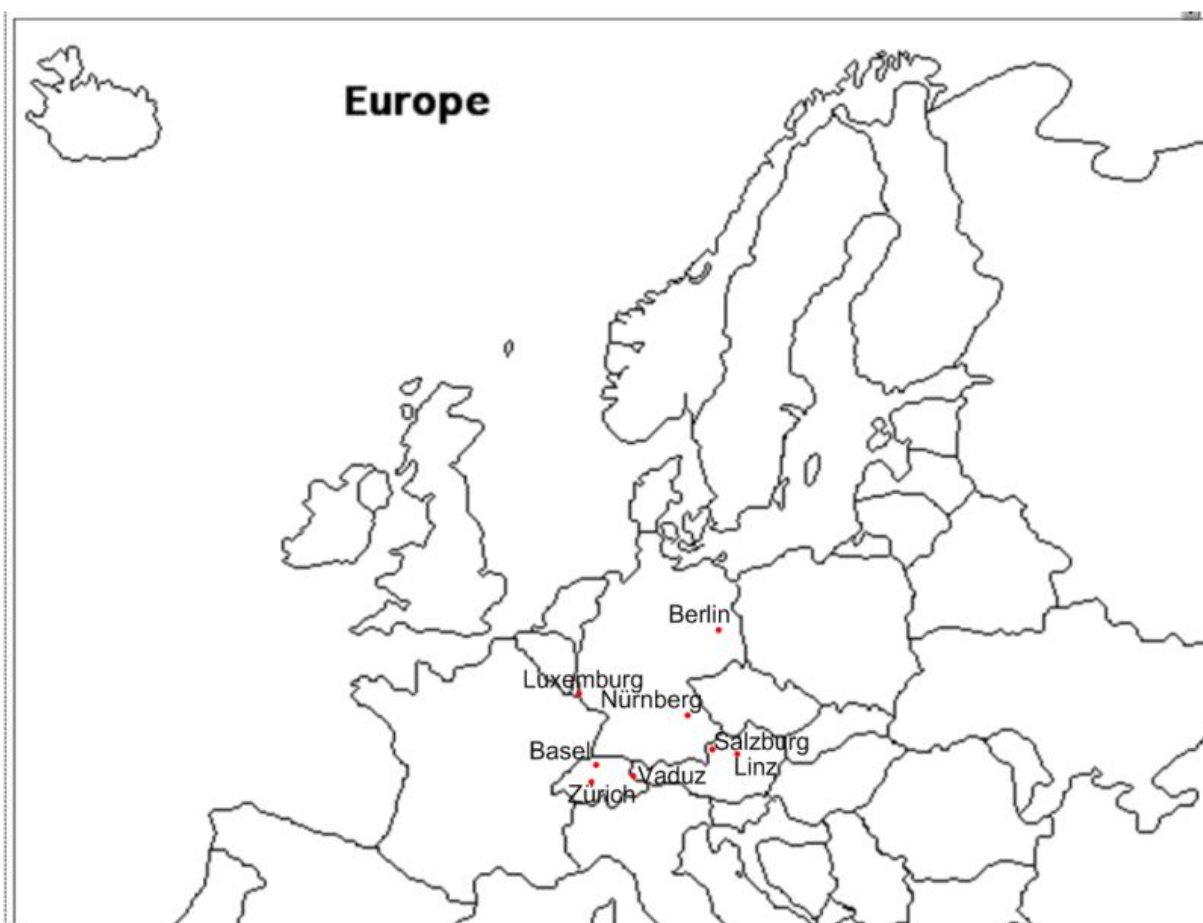 Europe
Berlin
Luxemburg
Nürnberg
Salzburg
Basel
Linz
Vaduz
Zürich